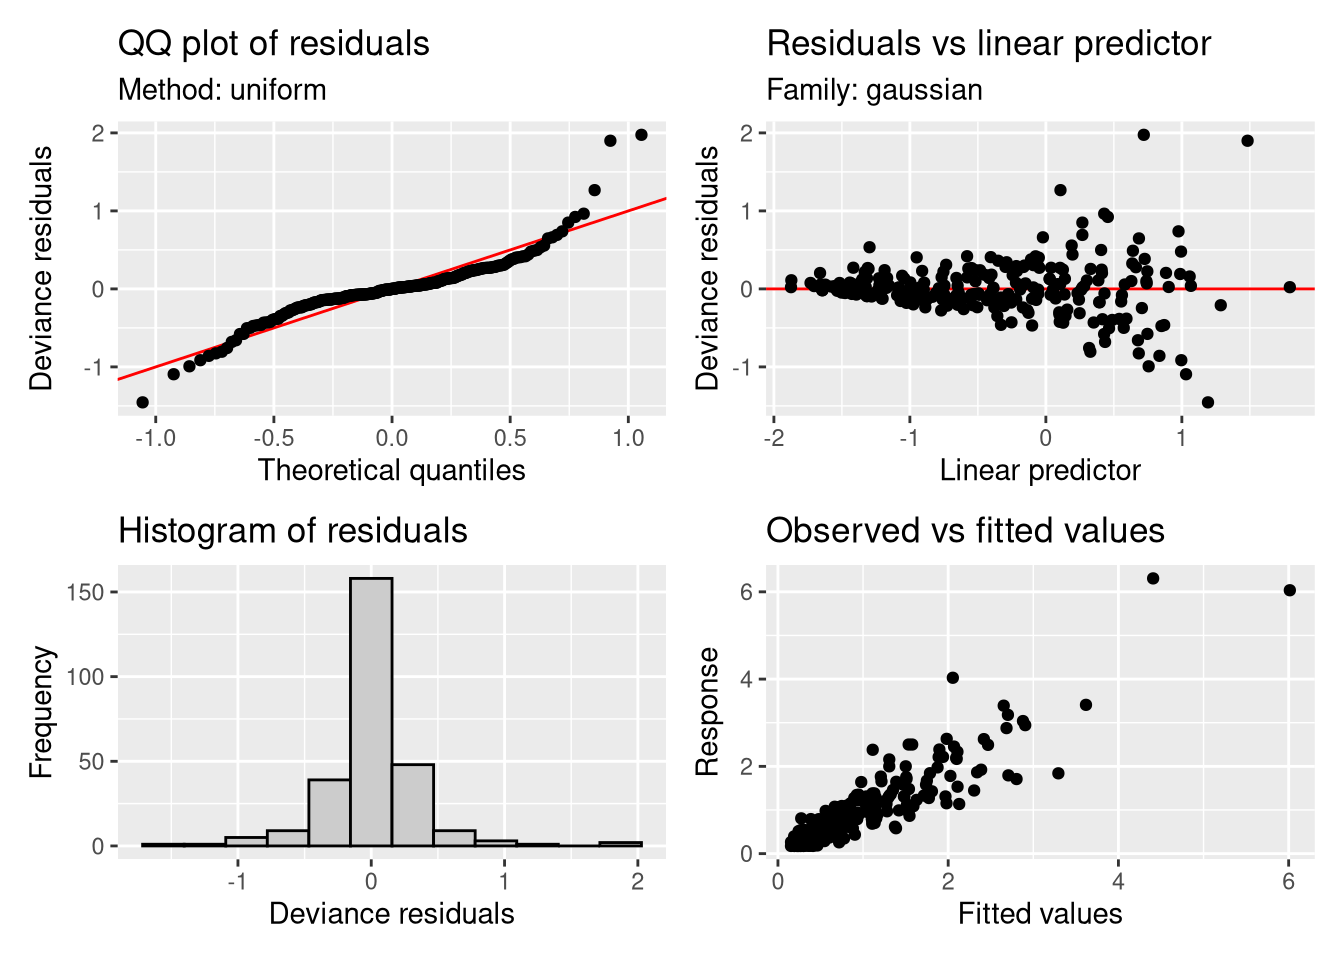 QQ plot of residuals
Method: uniform
Deviance residuals
2
1
0
-1
-1.0 -0.5 0.0 0.5 1.0
Theoretical quantiles
Residuals vs linear predictor
Family: gaussian
Deviance residuals
2
1
0
-1
-2 -1 0 1
Linear predictor
Histogram of residuals
Frequency
150
100
50
0
-1 0 1 2
Deviance residuals
Observed vs fitted values
Response
6
4
2
0
0 2 4 6
Fitted values